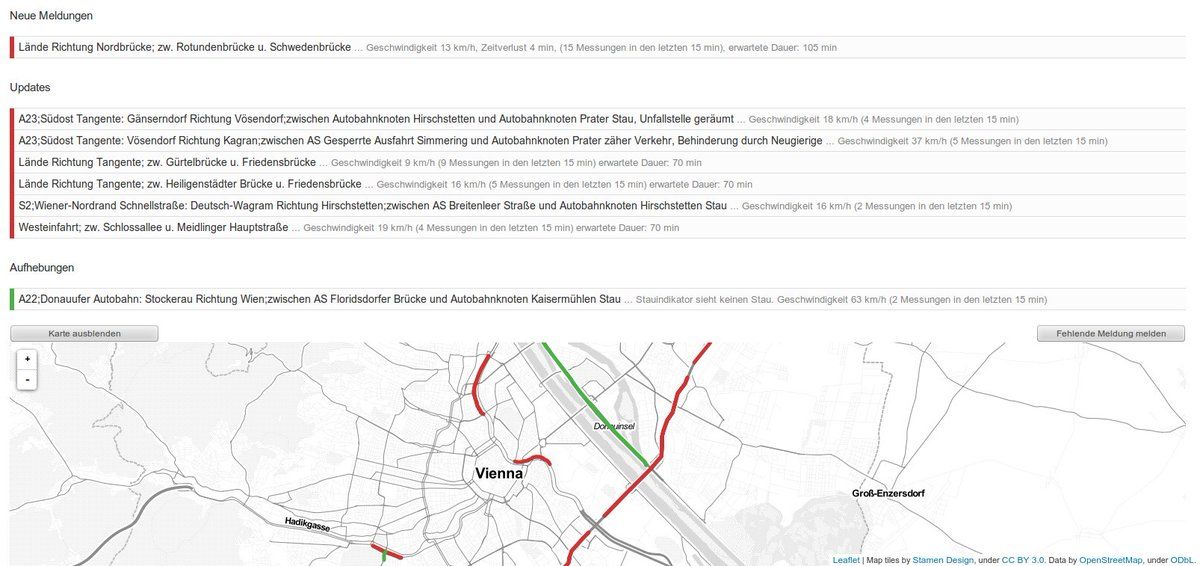 Neue Meldungen
Lände Richtung Nordbrücke; zw. Rotundenbrücke u. Schwedenbrücke ... Geschwindigkeit 13 km/h, Zeitverlust 4 min, (15 Messungen in den letzten 15 min), erwartete Dauer: 105 min
Updates
A23;Südost Tangente: Gänserndorf Richtung Vösendorf;zwischen Autobahnknoten Hirschstetten und Autobahnknoten Prater Stau, Unfallstelle geräumt ... Geschwindigkeit 18 km/h (4 Messungen in den letzten 15 min)
A23;Südost Tangente: Vösendorf Richtung Kagran;zwischen AS Gesperrte Ausfahrt Simmering und Autobahnknoten Prater zäher Verkehr, Behinderung durch Neugierige ... Geschwindigkeit 37 km/h (5 Messungen in den letzten 15 min)
Lände Richtung Tangente; zw. Gürtelbrücke u. Friedensbrücke ... Geschwindigkeit 9 km/h (9 Messungen in den letzten 15 min) erwartete Dauer: 70 min
Lände Richtung Tangente; zw. Heiligenstädter Brücke u. Friedensbrücke ... Geschwindigkeit 16 km/h (5 Messungen in den letzten 15 min) erwartete Dauer: 70 min
S2;Wiener-Nordrand Schnellstraße: Deutsch-Wagram Richtung Hirschstetten;zwischen AS Breitenleer Straße und Autobahnknoten Hirschstetten Stau ... Geschwindigkeit 16 km/h (2 Messungen in den letzten 15 min)
Westeinfahrt; zw. Schlossallee u. Meidlinger Hauptstraße ... Geschwindigkeit 19 km/h (4 Messungen in den letzten 15 min) erwartete Dauer: 70 min
Aufhebungen
A22;Donauufer Autobahn: Stockerau Richtung Wien;zwischen AS Floridsdorfer Brücke und Autobahnknoten Kaisermühlen Stau ... Stauindikator sieht keinen Stau. Geschwindigkeit 63 km/h (2 Messungen in den letzten 15 min)
Karte ausblenden
Fehlende Meldung melden
+
-
Donauinsel
Vienna
Groß-Enzersdorf
Hadikgasse
Leaflet | Map tiles by Stamen Design, under CC BY 3.0. Data by OpenStreetMap, under ODbL.